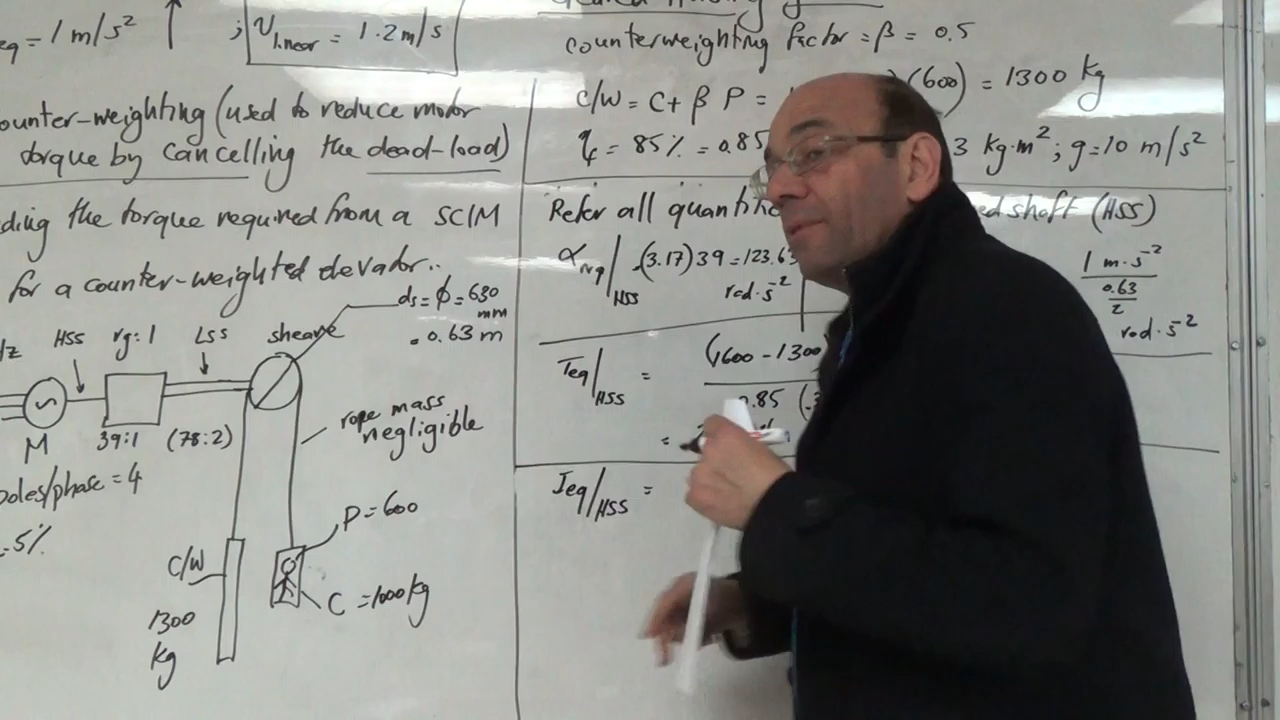 eq = 1 m/s² ; v linear = 1.2 m/s
counter-weighting (used to reduce motor
torque by cancelling the dead-load)
ding the torque required from a SCIM
for a counter-weighted elevator..
ds = ϕ = 630 mm
= 0.63 m
Hz HSS rg:1 LSS sheave
M 39:1 (78:2)
rope mass
negligible
poles/phase = 4
= 5%
P = 600
C/W
C = 1000 kg
1300
kg
counterweighting factor = β = 0.5
C/W = C + β P = (600) = 1300 kg
η = 85% = 0.85 3 kg·m² ; g = 10 m/s²
Refer all ed shaft (HSS)
α /HSS = (3.17) 39 = 123.6
rad·s⁻²
1 m·s⁻²
0.63
2
rad·s⁻²
Teq/HSS = (1600 - 1300)
0.85
=
Jeq/HSS =